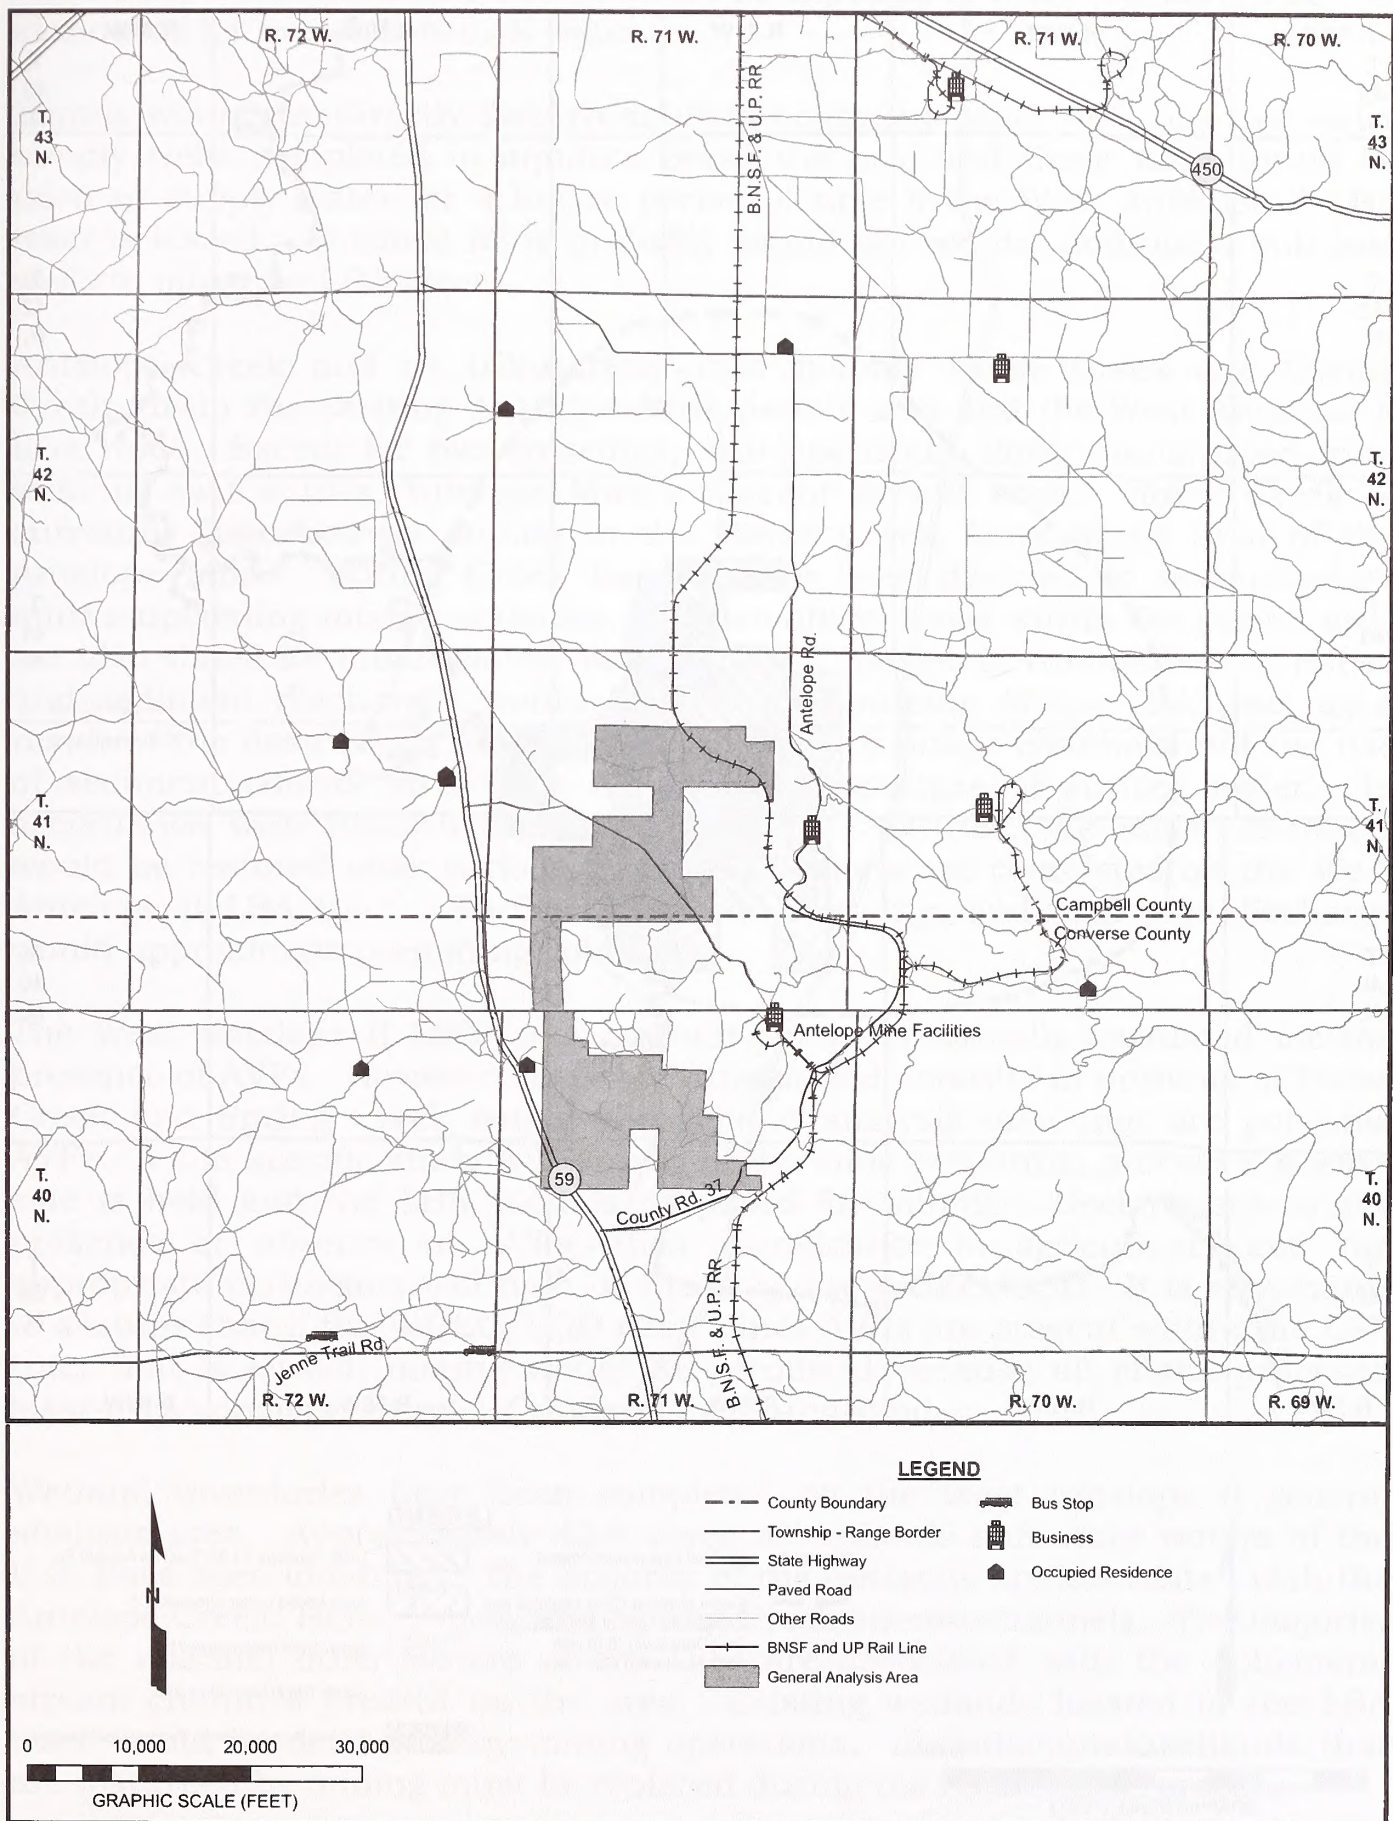 R. 72 W.
R. 71 W.
R. 71 W.
R. 70 W.
B.N.S.F. & U.P. RR
T.
43
N.
T.
43
N.
450
T.
42
N.
T.
42
N.
Antelope Rd.
T.
41
N.
T.
41
N.
Campbell County
Converse County
Antelope Mine Facilities
T.
40
N.
59
County Rd. 37
T.
40
N.
B.N.S.F. & U.P. RR
Jenne Trail Rd.
R. 72 W.
R. 71 W.
R. 70 W.
R. 69 W.
LEGEND
County Boundary
Township - Range Border
State Highway
Paved Road
Other Roads
BNSF and UP Rail Line
General Analysis Area
Bus Stop
Business
Occupied Residence
N
0 10,000 20,000 30,000
GRAPHIC SCALE (FEET)